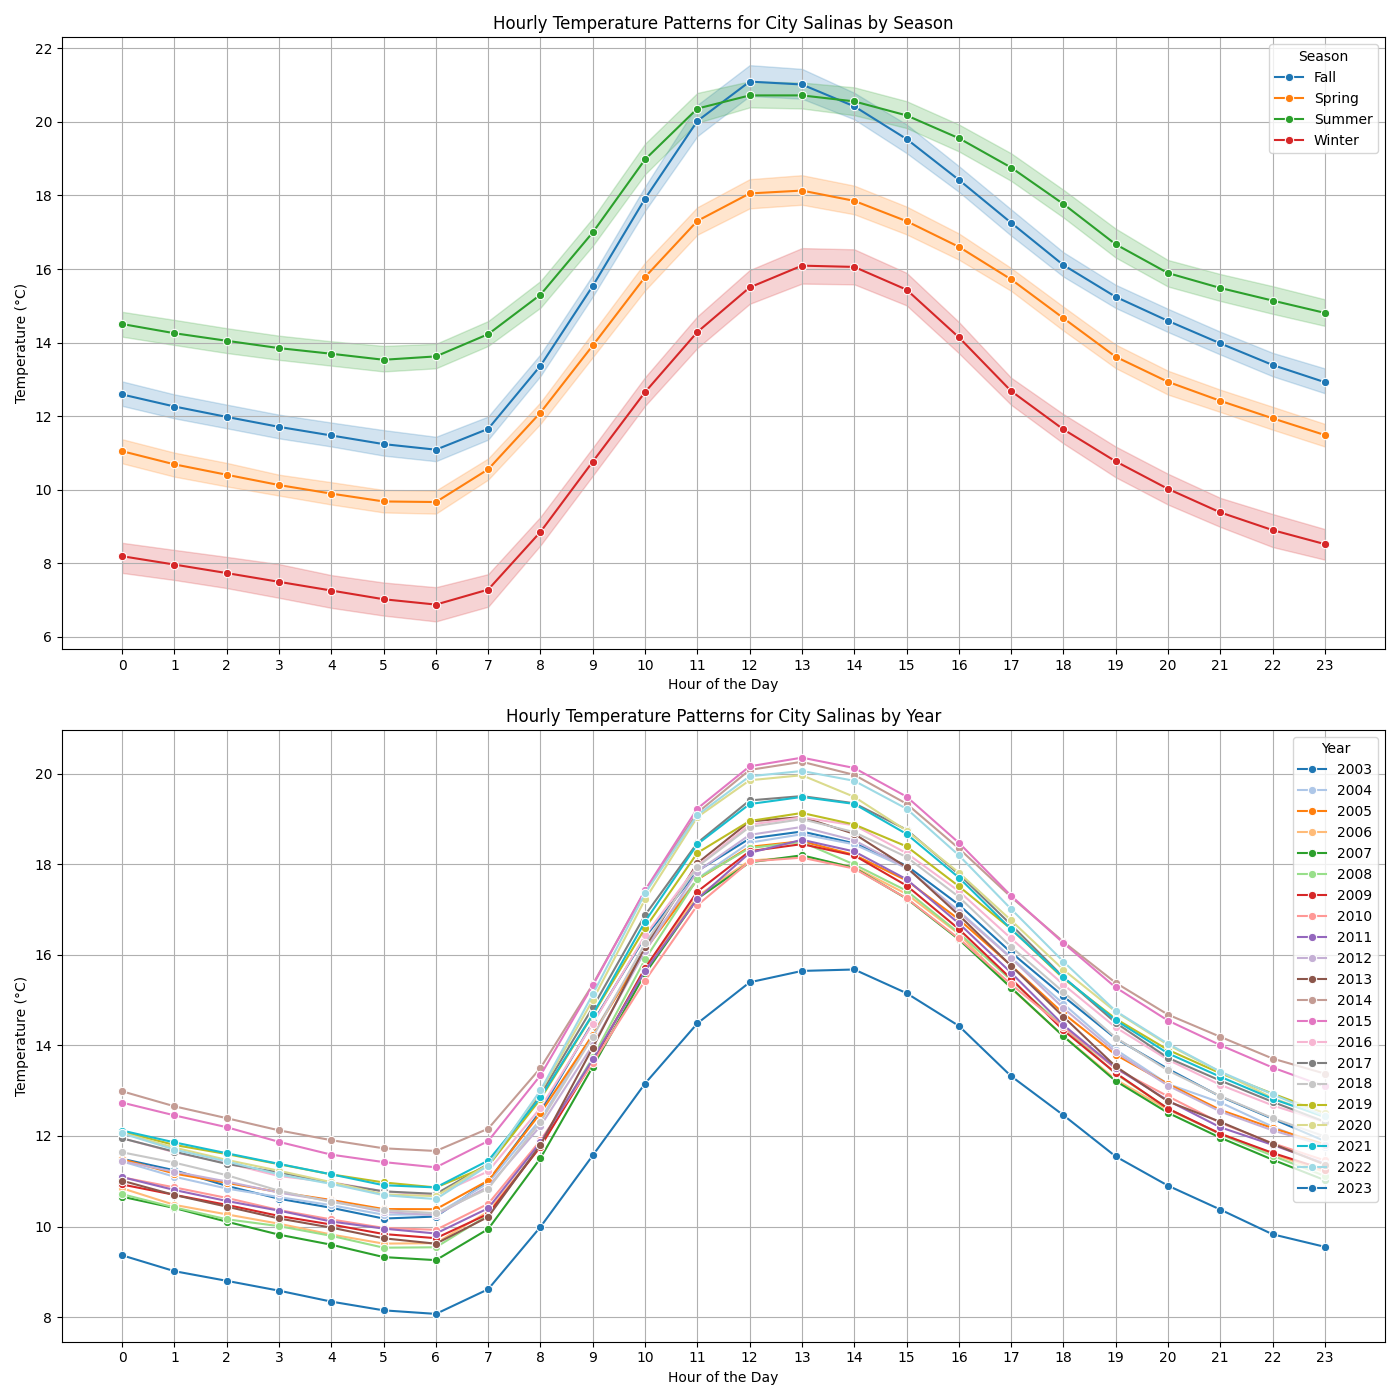 Hourly Temperature Patterns for City Salinas by Season
Temperature (°C)
22
20
18
16
14
12
10
8
6
Season
Fall
Spring
Summer
Winter
0 1 2 3 4 5 6 7 8 9 10 11 12 13 14 15 16 17 18 19 20 21 22 23
Hour of the Day
Hourly Temperature Patterns for City Salinas by Year
Temperature (°C)
20
18
16
14
12
10
8
Year
2003
2004
2005
2006
2007
2008
2009
2010
2011
2012
2013
2014
2015
2016
2017
2018
2019
2020
2021
2022
2023
0 1 2 3 4 5 6 7 8 9 10 11 12 13 14 15 16 17 18 19 20 21 22 23
Hour of the Day